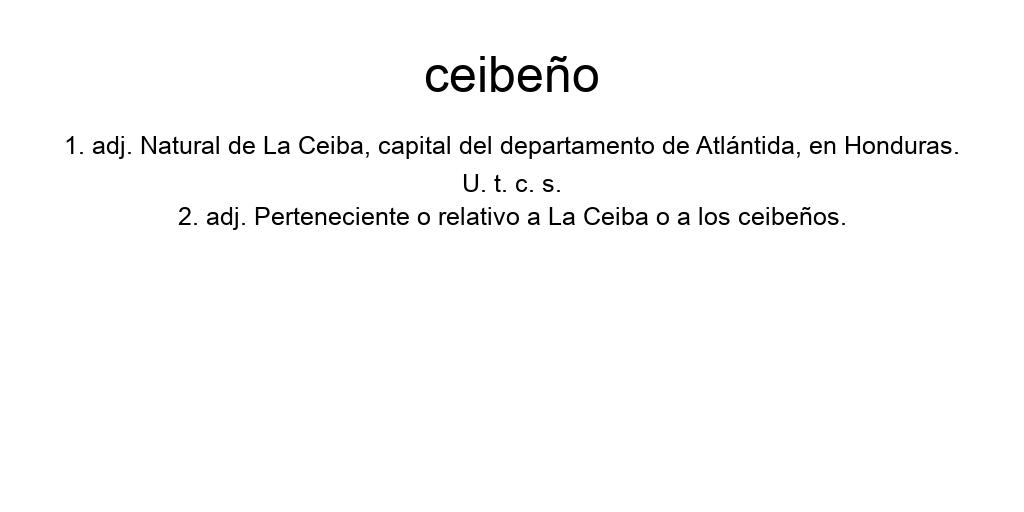 ceibeño
1. adj. Natural de La Ceiba, capital del departamento de Atlántida, en Honduras.
U. t. c. s.
2. adj. Perteneciente o relativo a La Ceiba o a los ceibeños.